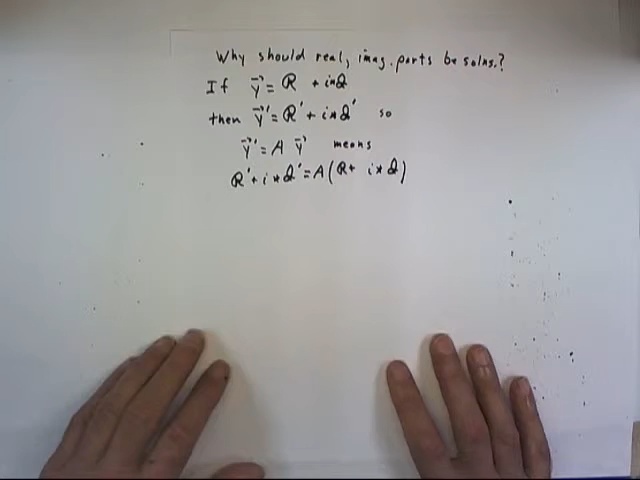 Why should real, imag. parts be solns.?
If y⃗ = R + i*Q
then y⃗' = R' + i*Q' so
y⃗' = A y⃗ means
R' + i*Q' = A(R + i*Q)